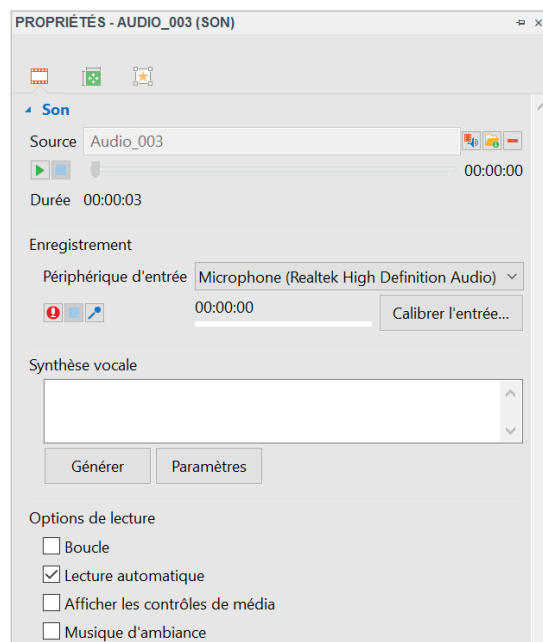 PROPRIÉTÉS - AUDIO_003 (SON)
Son
Source Audio_003
00:00:00
Durée 00:00:03
Enregistrement
Périphérique d'entrée Microphone (Realtek High Definition Audio)
00:00:00 Calibrer l'entrée...
Synthèse vocale
Générer Paramètres
Options de lecture
Boucle
Lecture automatique
Afficher les contrôles de média
Musique d'ambiance